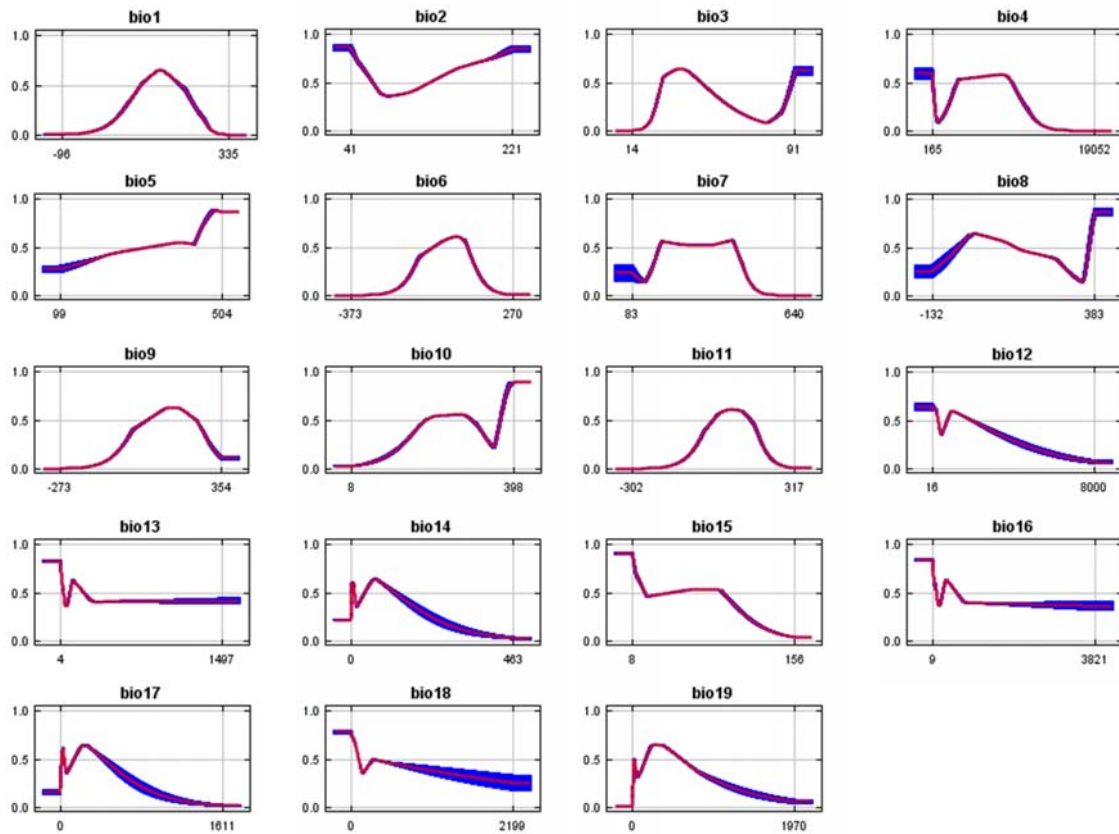 bio1 bio2 bio3 bio4
1.0 1.0 1.0 1.0
0.5 0.5 0.5 0.5
0.0 0.0 0.0 0.0
-96 335 41 221 14 91 165 19052
bio5 bio6 bio7 bio8
1.0 1.0 1.0 1.0
0.5 0.5 0.5 0.5
0.0 0.0 0.0 0.0
99 504 -373 270 83 640 -132 383
bio9 bio10 bio11 bio12
1.0 1.0 1.0 1.0
0.5 0.5 0.5 0.5
0.0 0.0 0.0 0.0
-273 354 8 398 -302 317 16 8000
bio13 bio14 bio15 bio16
1.0 1.0 1.0 1.0
0.5 0.5 0.5 0.5
0.0 0.0 0.0 0.0
4 1497 0 463 8 156 9 3821
bio17 bio18 bio19
1.0 1.0 1.0
0.5 0.5 0.5
0.0 0.0 0.0
0 1611 0 2199 0 1970